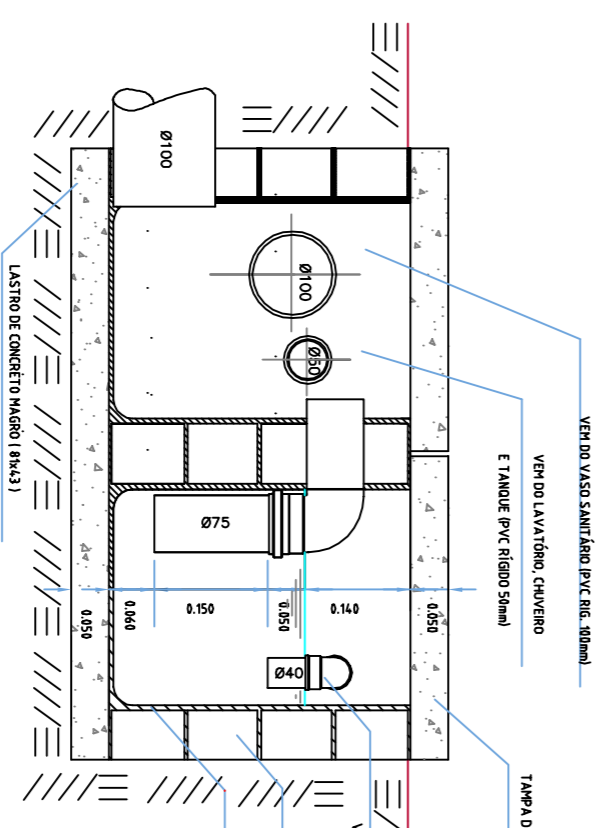 VEM DO VASO SANITÁRIO (PVC RIG. 100mm)
VEM DO LAVATÓRIO, CHUVEIRO
E TANQUE (PVC RÍGIDO 50mm)
TAMPA D
Ø100
Ø100
Ø50
Ø75
Ø40
0.050
0.140
0.050
0.150
0.060
0.050
LASTRO DE CONCRETO MAGRO ( 81x43 )